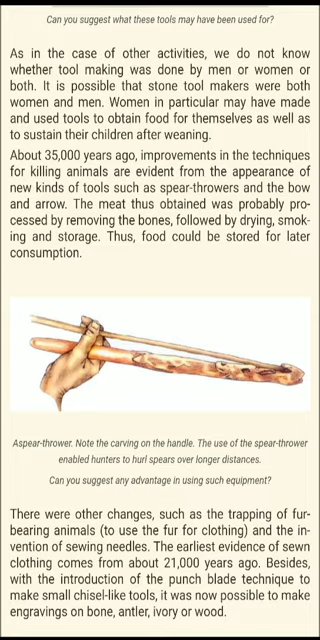 Can you suggest what these tools may have been used for?
As in the case of other activities, we do not know
whether tool making was done by men or women or
both. It is possible that stone tool makers were both
women and men. Women in particular may have made
and used tools to obtain food for themselves as well as
to sustain their children after weaning.
About 35,000 years ago, improvements in the techniques
for killing animals are evident from the appearance of
new kinds of tools such as spear-throwers and the bow
and arrow. The meat thus obtained was probably pro-
cessed by removing the bones, followed by drying, smok-
ing and storage. Thus, food could be stored for later
consumption.
Aspear-thrower. Note the carving on the handle. The use of the spear-thrower
enabled hunters to hurl spears over longer distances.
Can you suggest any advantage in using such equipment?
There were other changes, such as the trapping of fur-
bearing animals (to use the fur for clothing) and the in-
vention of sewing needles. The earliest evidence of sewn
clothing comes from about 21,000 years ago. Besides,
with the introduction of the punch blade technique to
make small chisel-like tools, it was now possible to make
engravings on bone, antler, ivory or wood.